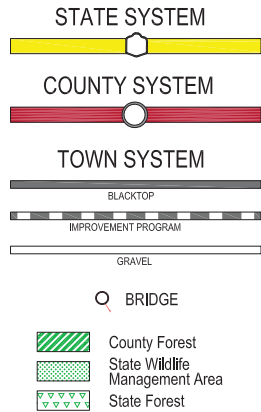 STATE SYSTEM
COUNTY SYSTEM
TOWN SYSTEM
BLACKTOP
IMPROVEMENT PROGRAM
GRAVEL
BRIDGE
County Forest
State Wildlife
Management Area
State Forest